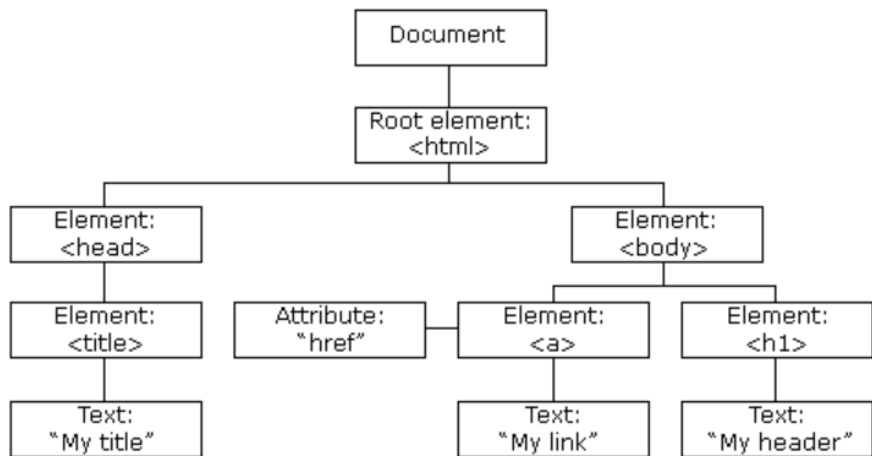 Document
Root element:
<html>
Element:
<head>
Element:
<body>
Element:
<title>
Attribute:
“href”
Element:
<a>
Element:
<h1>
Text:
“My title”
Text:
“My link”
Text:
“My header”